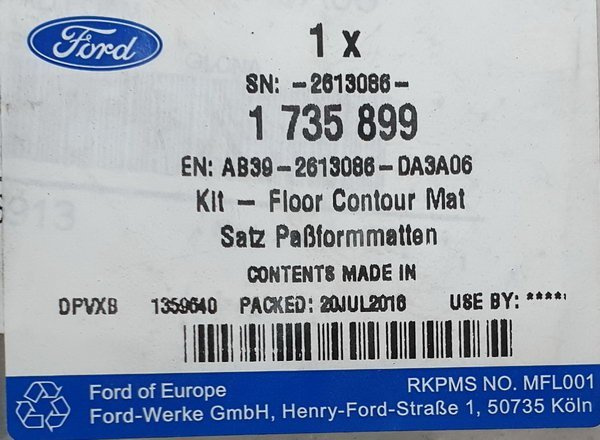 Ford
1 x
SN: -2613086-
1 735 899
EN: AB39-2613086-DA3A06
Kit - Floor Contour Mat
Satz Paßformmatten
CONTENTS MADE IN
DPVXB 1359640 PACKED: 20JUL2016 USE BY: ****
Ford of Europe RKPMS NO. MFL001
Ford-Werke GmbH, Henry-Ford-Straße 1, 50735 Köln